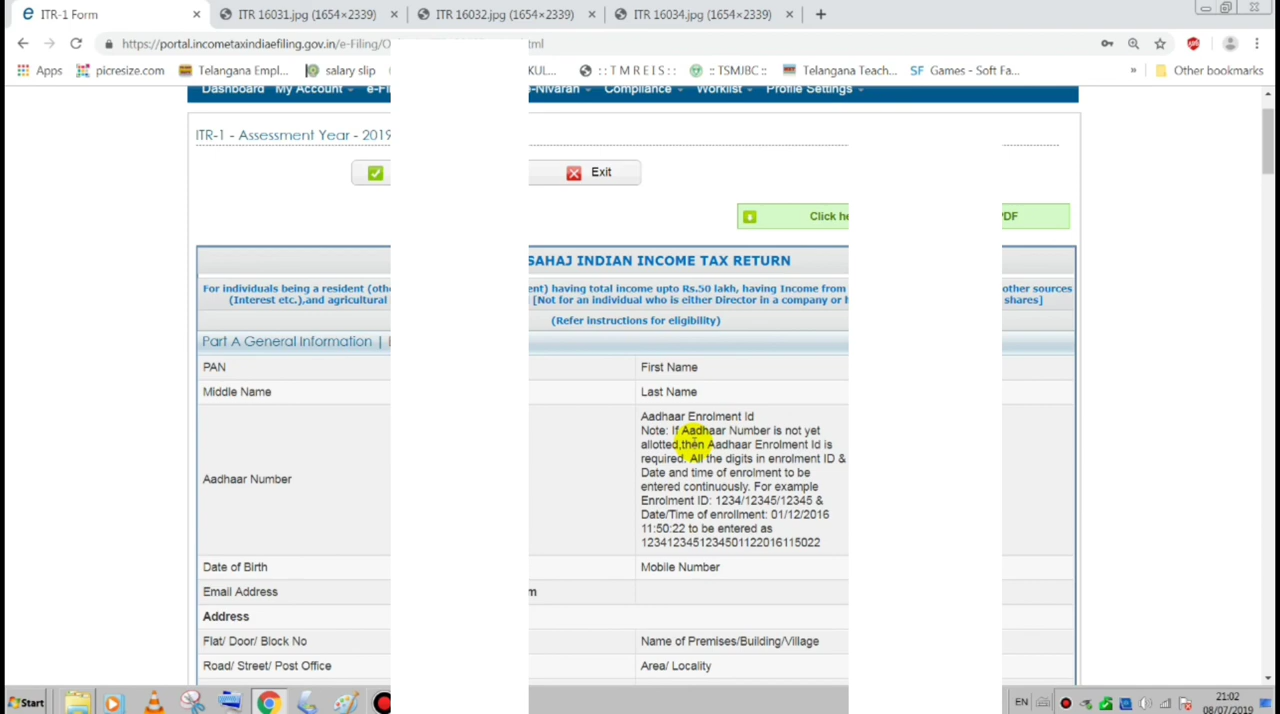 ITR-1 Form
ITR 16031.jpg (1654×2339)
ITR 16032.jpg (1654×2339)
ITR 16034.jpg (1654×2339)
https://portal.incometaxindiaefiling.gov.in/e-Filing/O ml
Apps picresize.com Telangana Empl... salary slip KUL... : : T M R E I S : : :: TSMJBC :: Telangana Teach... SF Games - Soft Fa... » Other bookmarks
Dashboard My Account e-Fi e-Nivaran Compliance Worklist Profile Settings
ITR-1 - Assessment Year - 2019
Exit
Click he PDF
SAHAJ INDIAN INCOME TAX RETURN
For individuals being a resident (othe ent) having total income upto Rs.50 lakh, having Income from other sources
(Interest etc.),and agricultural [Not for an individual who is either Director in a company or h shares]
(Refer instructions for eligibility)
Part A General Information |
PAN First Name
Middle Name Last Name
Aadhaar Number
Aadhaar Enrolment Id
Note: If Aadhaar Number is not yet
allotted,then Aadhaar Enrolment Id is
required. All the digits in enrolment ID &
Date and time of enrolment to be
entered continuously. For example
Enrolment ID: 1234/12345/12345 &
Date/Time of enrollment: 01/12/2016
11:50:22 to be entered as
1234123451234501122016115022
Date of Birth Mobile Number
Email Address m
Address
Flat/ Door/ Block No Name of Premises/Building/Village
Road/ Street/ Post Office Area/ Locality
Start EN 21:02
08/07/2019